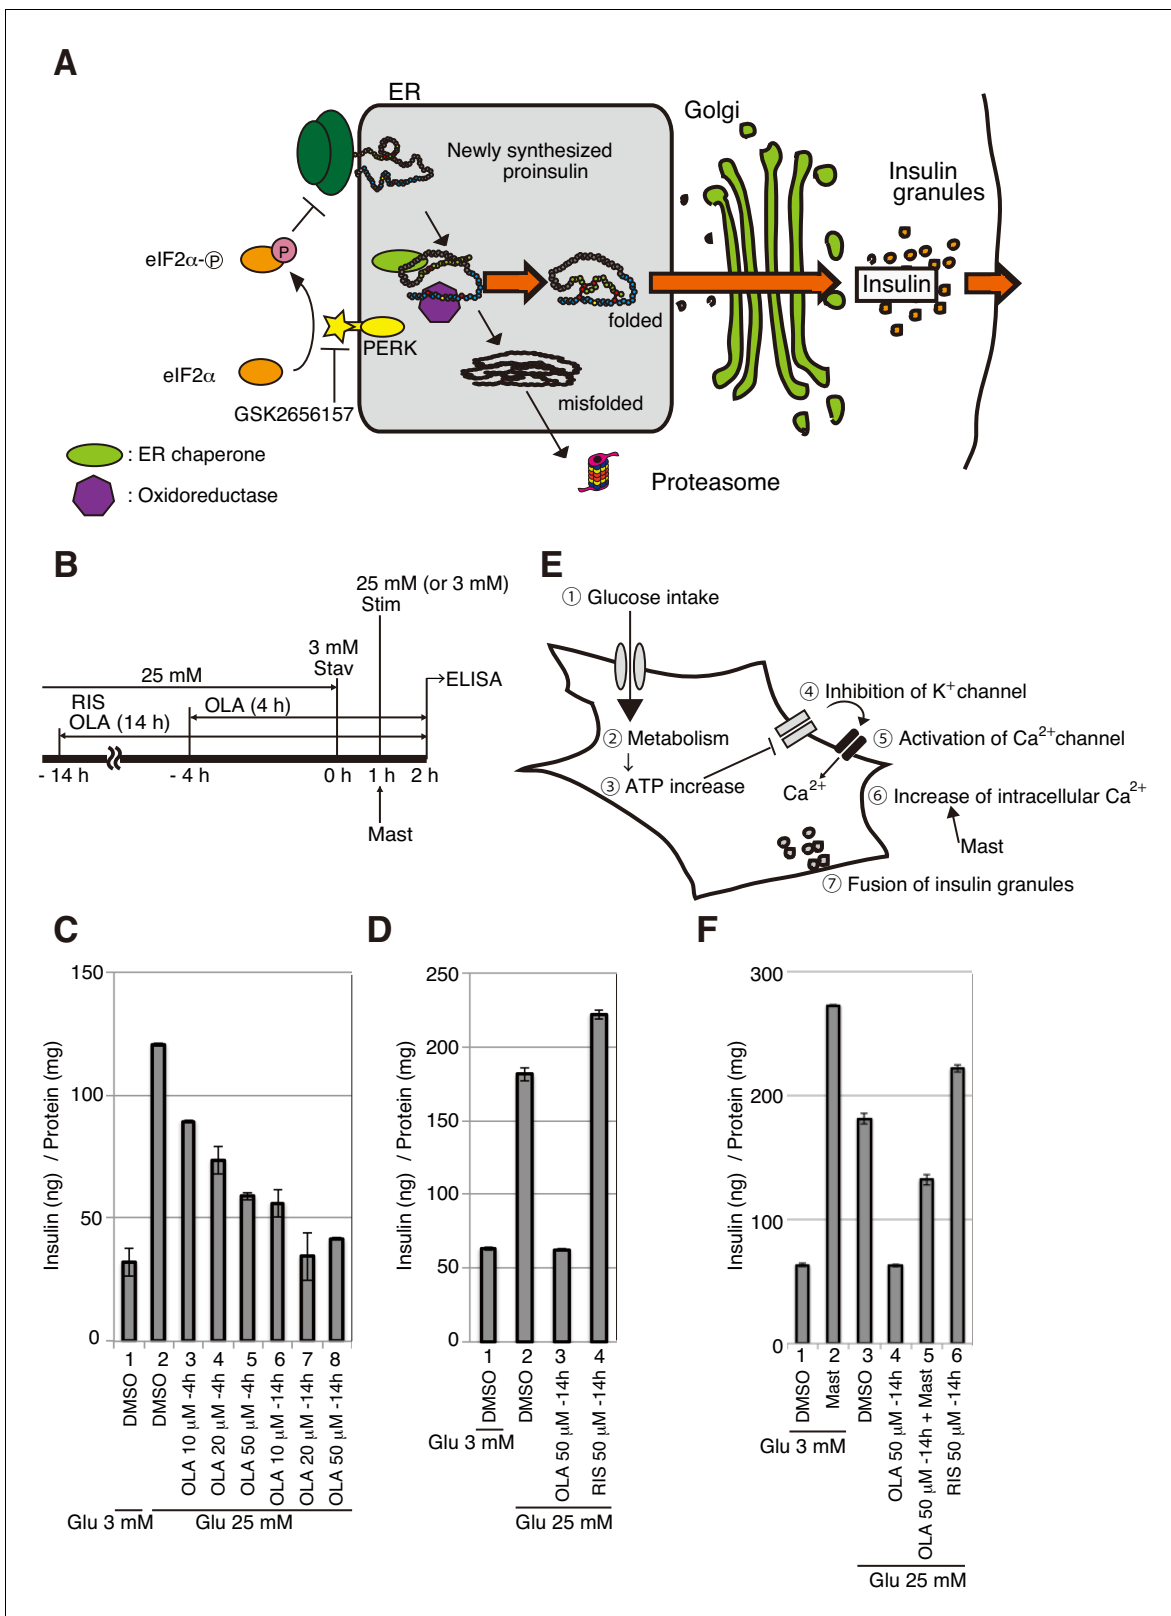 A
ER
Newly synthesized
proinsulin
Golgi
Insulin
granules
eIF2α-Ⓟ
P
Insulin
folded
PERK
eIF2α
misfolded
GSK2656157
: ER chaperone
Proteasome
: Oxidoreductase
B
25 mM (or 3 mM)
Stim
3 mM
Stav
25 mM
→ELISA
RIS
OLA (14 h)
OLA (4 h)
- 14 h
- 4 h
0 h
1 h
2 h
Mast
E
① Glucose intake
④ Inhibition of K⁺channel
② Metabolism
⑤ Activation of Ca²⁺channel
③ ATP increase
Ca²⁺
⑥ Increase of intracellular Ca²⁺
Mast
⑦ Fusion of insulin granules
C
Insulin (ng) / Protein (mg)
150
100
50
0
1 2 3 4 5 6 7 8
DMSO
DMSO
OLA 10 μM -4h
OLA 20 μM -4h
OLA 50 μM -4h
OLA 10 μM -14h
OLA 20 μM -14h
OLA 50 μM -14h
Glu 3 mM
Glu 25 mM
D
Insulin (ng) / Protein (mg)
250
200
150
100
50
0
1 2 3 4
DMSO
DMSO
OLA 50 μM -14h
RIS 50 μM -14h
Glu 3 mM
Glu 25 mM
F
Insulin (ng) / Protein (mg)
300
200
100
0
1 2 3 4 5 6
DMSO
Mast
DMSO
OLA 50 μM -14h
OLA 50 μM -14h + Mast
RIS 50 μM -14h
Glu 3 mM
Glu 25 mM